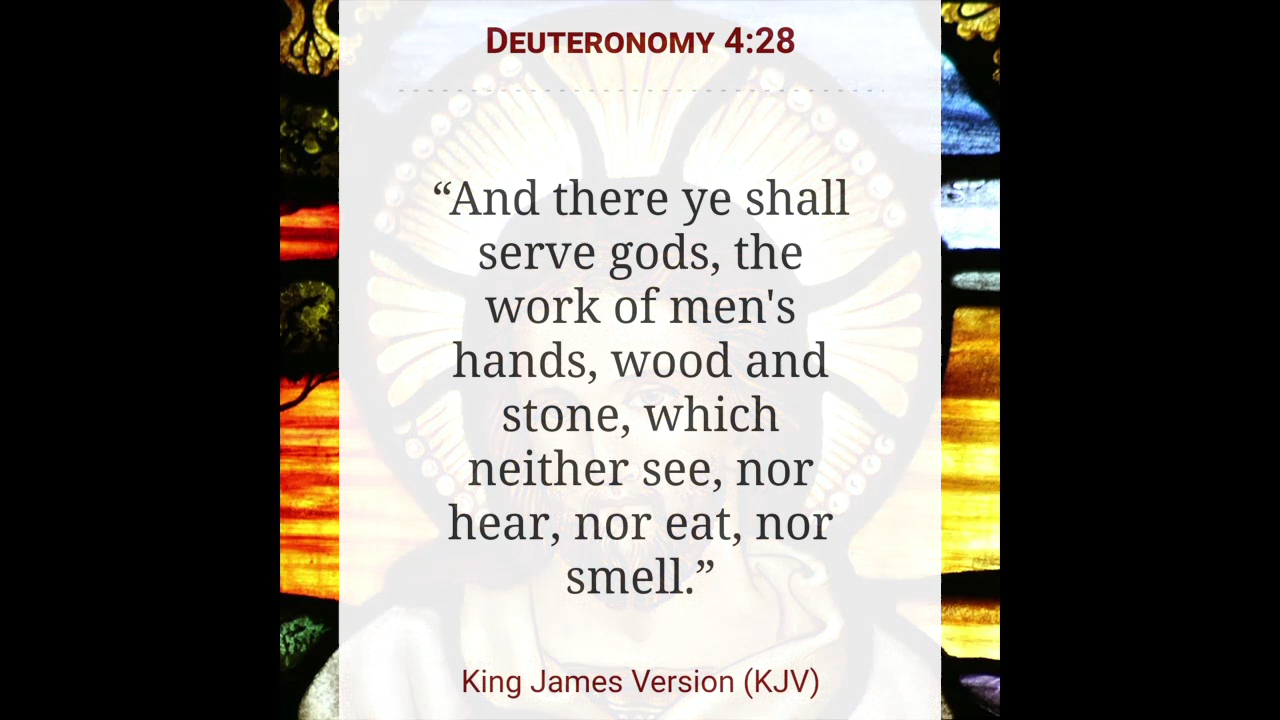 DEUTERONOMY 4:28
“And there ye shall
serve gods, the
work of men's
hands, wood and
stone, which
neither see, nor
hear, nor eat, nor
smell.”
King James Version (KJV)